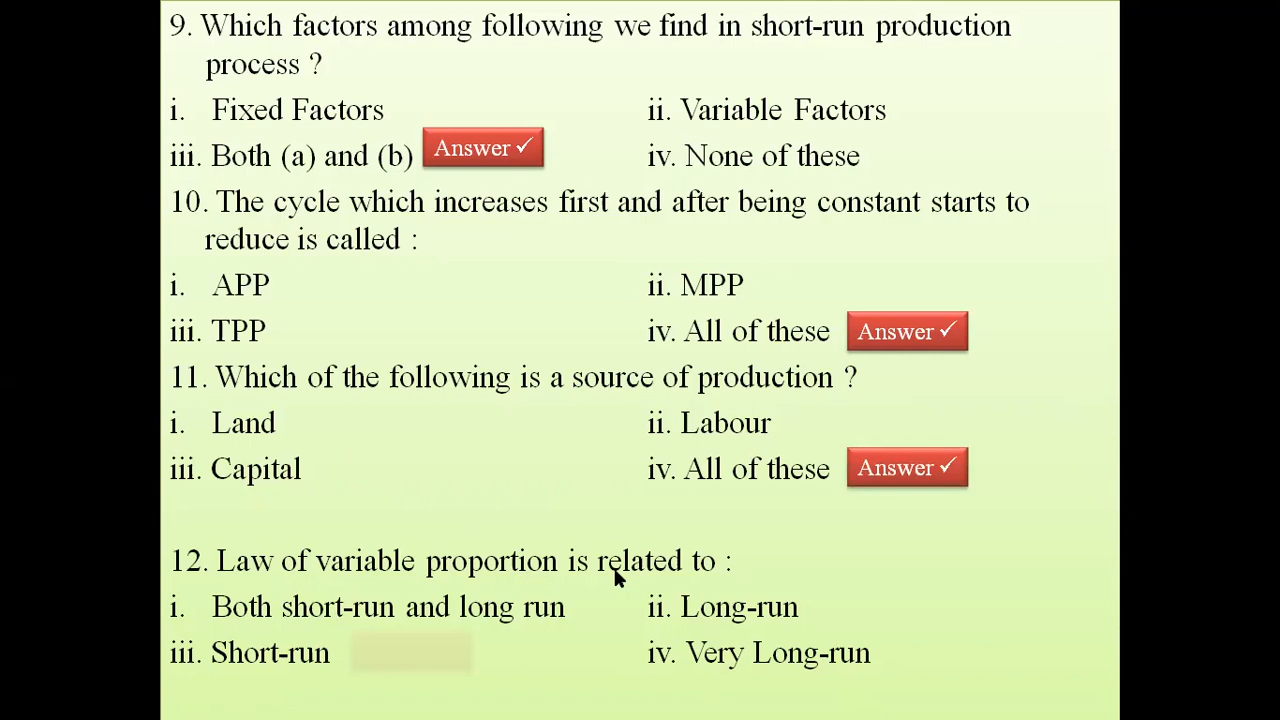 9. Which factors among following we find in short-run production
process ?
i. Fixed Factors ii. Variable Factors
iii. Both (a) and (b) Answer ✓ iv. None of these
10. The cycle which increases first and after being constant starts to
reduce is called :
i. APP ii. MPP
iii. TPP iv. All of these Answer ✓
11. Which of the following is a source of production ?
i. Land ii. Labour
iii. Capital iv. All of these Answer ✓
12. Law of variable proportion is related to :
i. Both short-run and long run ii. Long-run
iii. Short-run iv. Very Long-run